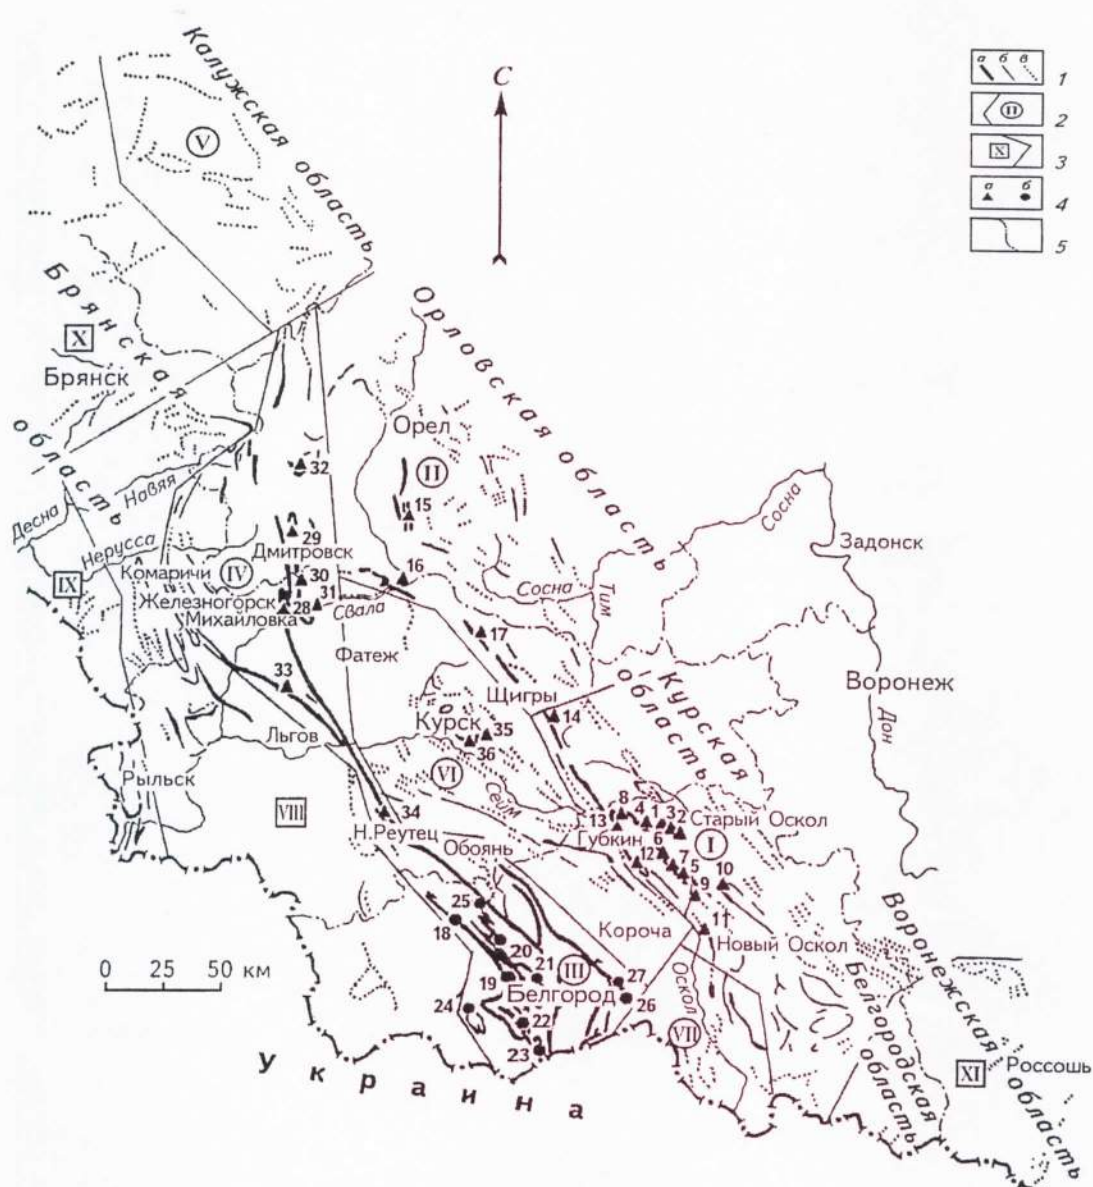 Калужская область
С
а б в
1
II
2
X
3
а б
4
5
V
Брянская область
X
Брянск
Орловская область
Орел
II
32
15
Десна
Навля
Нерусса
29
Дмитровск
Комаричи
IV
IX
30
16
Железногорск
28
31
Михайловка
Свапа
Сосна
Тим
Сосна
Задонск
17
Фатеж
33
Щигры
Курская область
Воронеж
Дон
14
Курск
35
36
Льгов
VI
Рыльск
VIII
Сейм
34
Н.Реутец
Обоянь
8
4
1
3
2
13
Старый Оскол
Губкин
6
I
12
7
5
10
9
11
25
18
Короча
Новый Оскол
20
0 25 50 км
19
21
III
27
Белгород
26
Оскол
24
22
VII
23
Украина
Белгородская область
Воронежская область
XI
Россошь